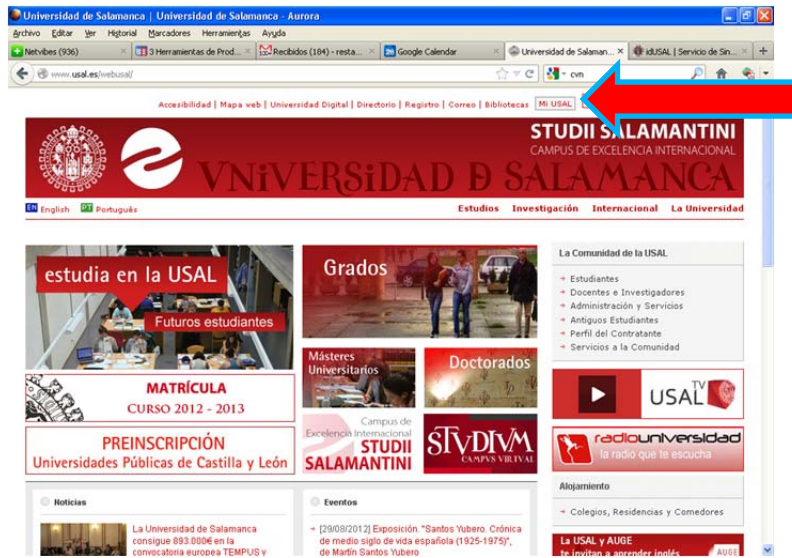 Universidad de Salamanca | Universidad de Salamanca - Aurora
Archivo Editar Ver Historial Marcadores Herramientas Ayuda
Netvibes (936) 3 Herramientas de Prod... Recibidos (184) - resta... Google Calendar Universidad de Salaman... idUSAL | Servicio de Sin...
www.usal.es/webusal/ cvn
Accesibilidad | Mapa web | Universidad Digital | Directorio | Registro | Correo | Bibliotecas Mi USAL
STUDII SALAMANTINI
CAMPUS DE EXCELENCIA INTERNACIONAL
VNiVERSiDAD Ð SALAMANCA
EN English PT Português Estudios Investigación Internacional La Universidad
estudia en la USAL
Futuros estudiantes
MATRÍCULA
CURSO 2012 - 2013
PREINSCRIPCIÓN
Universidades Públicas de Castilla y León
Grados
Másteres
Universitarios
Doctorados
Campus de
Excelencia Internacional
STUDII
SALAMANTINI
STVDIVM
CAMPVS VIRTVAL
La Comunidad de la USAL
Estudiantes
Docentes e Investigadores
Administración y Servicios
Antiguos Estudiantes
Perfil del Contratante
Servicios a la Comunidad
USAL TV
radiouniversidad
la radio que te escucha
Alojamiento
Colegios, Residencias y Comedores
Noticias
La Universidad de Salamanca
consigue 893.000€ en la
convocatoria europea TEMPUS y
Eventos
[29/08/2012] Exposición. "Santos Yubero. Crónica
de medio siglo de vida española (1925-1975)",
de Martín Santos Yubero
La USAL y AUGE
te invitan a aprender inglés
AUGE